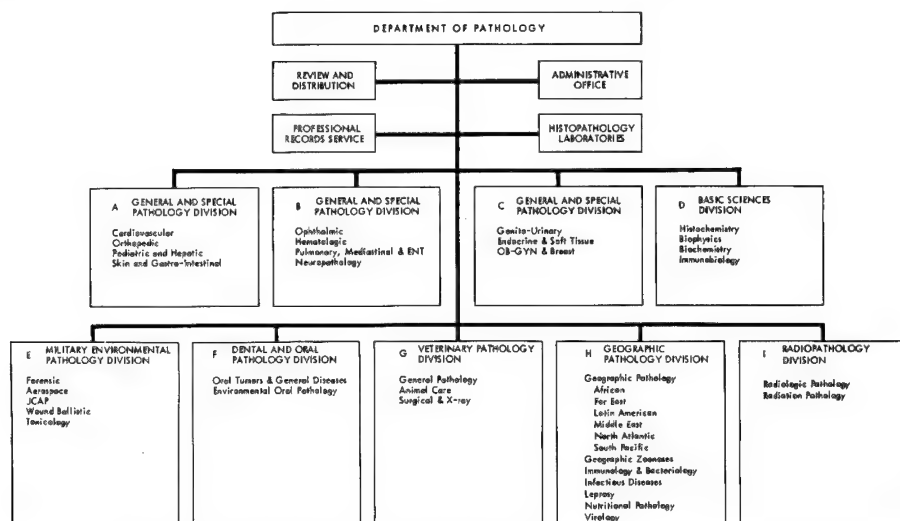 DEPARTMENT OF PATHOLOGY
REVIEW AND
DISTRIBUTION
ADMINISTRATIVE
OFFICE
PROFESSIONAL
RECORDS SERVICE
HISTOPATHOLOGY
LABORATORIES
A GENERAL AND SPECIAL
PATHOLOGY DIVISION
Cardiovascular
Orthopedic
Pediatric and Hepatic
Skin and Gastro-Intestinal
B GENERAL AND SPECIAL
PATHOLOGY DIVISION
Ophthalmic
Hematologic
Pulmonary, Mediastinal & ENT
Neuropathology
C GENERAL AND SPECIAL
PATHOLOGY DIVISION
Genito-Urinary
Endocrine & Soft Tissue
OB-GYN & Breast
D BASIC SCIENCES
DIVISION
Histochemistry
Biophysics
Biochemistry
Immunobiology
E MILITARY ENVIRONMENTAL
PATHOLOGY DIVISION
Forensic
Aerospace
JCAP
Wound Ballistic
Toxicology
F DENTAL AND ORAL
PATHOLOGY DIVISION
Oral Tumors & General Diseases
Environmental Oral Pathology
G VETERINARY PATHOLOGY
DIVISION
General Pathology
Animal Care
Surgical & X-ray
H GEOGRAPHIC
PATHOLOGY DIVISION
Geographic Pathology
African
Far East
Latin American
Middle East
North Atlantic
South Pacific
Geographic Zoonoses
Immunology & Bacteriology
Infectious Diseases
Leprosy
Nutritional Pathology
Virology
I RADIOPATHOLOGY
DIVISION
Radiologic Pathology
Radiation Pathology